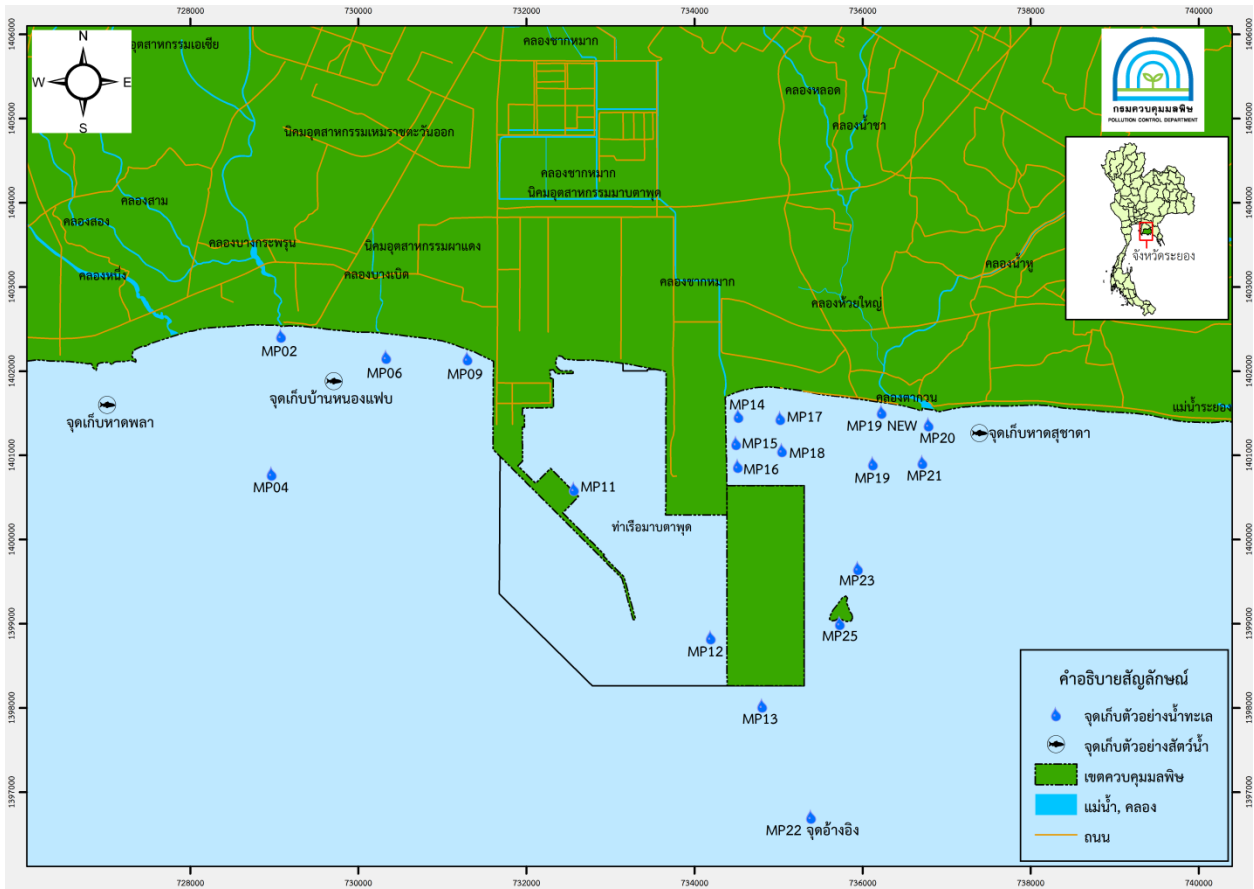 728000 730000 732000 734000 736000 738000 740000
1406000 1406000
N
W E
S
อุตสาหกรรมเอเซีย
คลองชากหมาก
กรมควบคุมมลพิษ
POLLUTION CONTROL DEPARTMENT
คลองหลอด
1405000 1405000
นิคมอุตสาหกรรมเหมราชตะวันออก
คลองน้ำชา
คลองชากหมาก
นิคมอุตสาหกรรมมาบตาพุด
คลองสาม
1404000 1404000
คลองสอง
คลองบางกระพรุน
นิคมอุตสาหกรรมผาแดง
จังหวัดระยอง
คลองหนึ่ง
คลองบางเบิด
คลองชากหมาก
คลองน้ำหู
1403000 1403000
คลองห้วยใหญ่
MP02
MP06
MP09
1402000 1402000
จุดเก็บหาดพลา
จุดเก็บบ้านหนองแฟบ
MP14
MP17
คลองตากวน
MP19 NEW
MP20
จุดเก็บหาดสุชาดา
แม่น้ำระยอง
MP15
MP18
MP16
MP19
MP21
1401000 1401000
MP04
MP11
ท่าเรือมาบตาพุด
1400000 1400000
MP23
MP25
1399000 1399000
MP12
MP13
1398000 1398000
MP22 จุดอ้างอิง
1397000 1397000
คำอธิบายสัญลักษณ์
จุดเก็บตัวอย่างน้ำทะเล
จุดเก็บตัวอย่างสัตว์น้ำ
เขตควบคุมมลพิษ
แม่น้ำ, คลอง
ถนน
728000 730000 732000 734000 736000 738000 740000